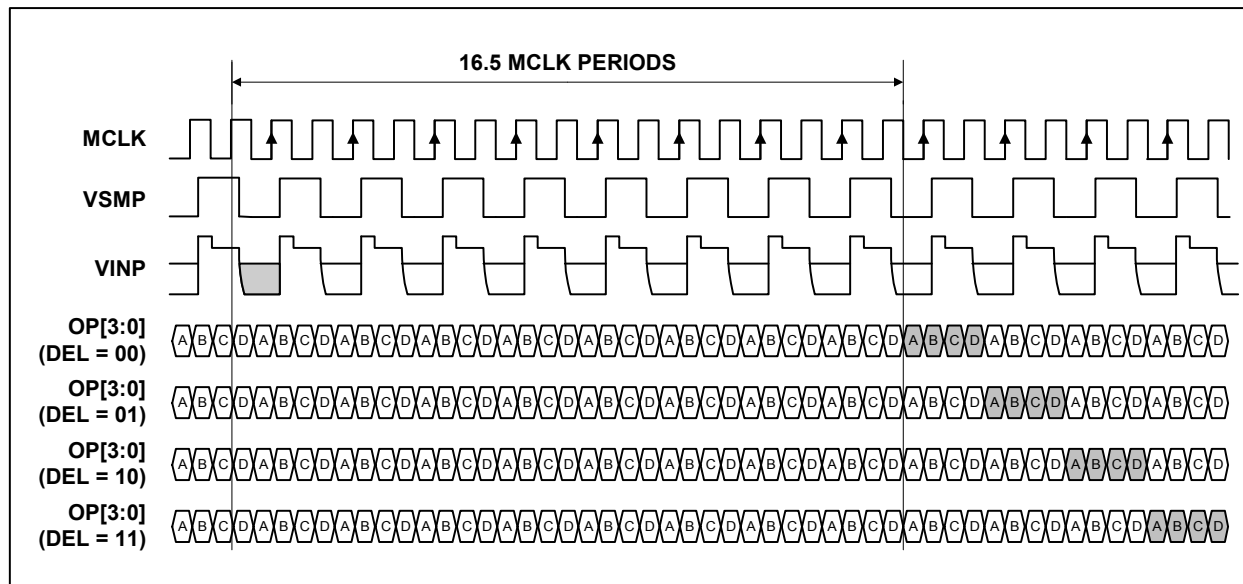 16.5 MCLK PERIODS
MCLK
VSMP
VINP
OP[3:0]
(DEL = 00)
A B C D A B C D A B C D A B C D A B C D A B C D A B C D A B C D A B C D A B C D A B C D A B C D A B C D
OP[3:0]
(DEL = 01)
A B C D A B C D A B C D A B C D A B C D A B C D A B C D A B C D A B C D A B C D A B C D A B C D A B C D
OP[3:0]
(DEL = 10)
A B C D A B C D A B C D A B C D A B C D A B C D A B C D A B C D A B C D A B C D A B C D A B C D A B C D
OP[3:0]
(DEL = 11)
A B C D A B C D A B C D A B C D A B C D A B C D A B C D A B C D A B C D A B C D A B C D A B C D A B C D